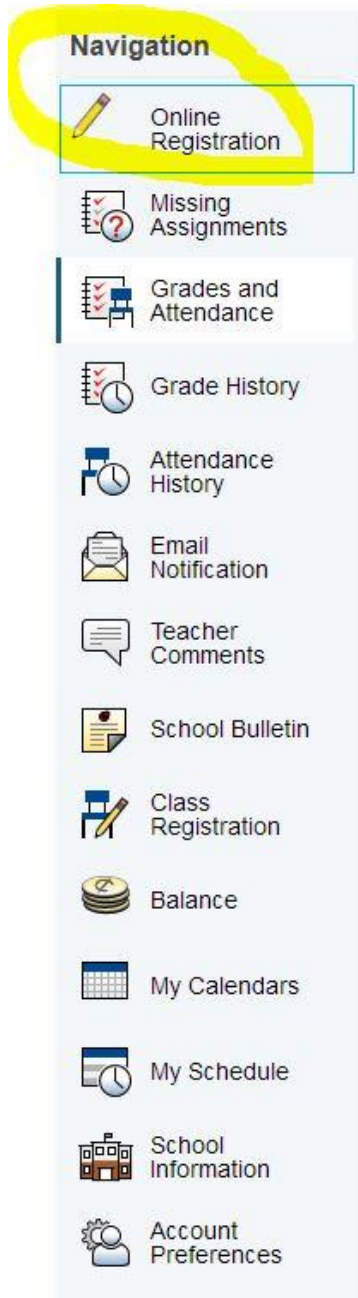 Navigation
Online
Registration
Missing
Assignments
Grades and
Attendance
Grade History
Attendance
History
Email
Notification
Teacher
Comments
School Bulletin
Class
Registration
Balance
My Calendars
My Schedule
School
Information
Account
Preferences